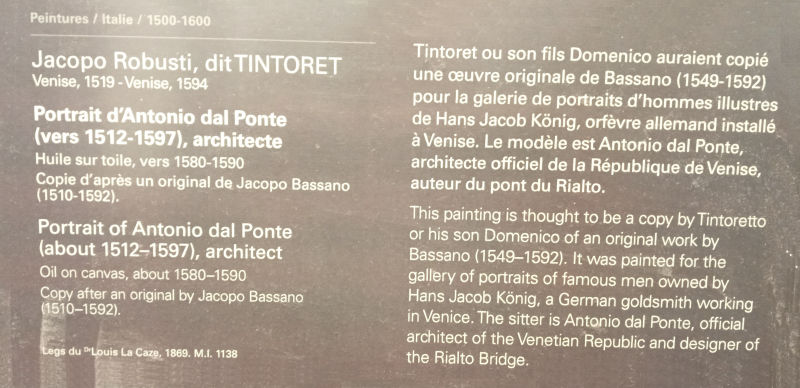 Peintures / Italie / 1500-1600
Jacopo Robusti, dit TINTORET
Venise, 1519 - Venise, 1594
Portrait d'Antonio dal Ponte
(vers 1512-1597), architecte
Huile sur toile, vers 1580-1590
Copie d'après un original de Jacopo Bassano
(1510-1592).
Portrait of Antonio dal Ponte
(about 1512–1597), architect
Oil on canvas, about 1580–1590
Copy after an original by Jacopo Bassano
(1510–1592).
Legs du Dr Louis La Caze, 1869. M.I. 1138
Tintoret ou son fils Domenico auraient copié
une œuvre originale de Bassano (1549-1592)
pour la galerie de portraits d'hommes illustres
de Hans Jacob König, orfèvre allemand installé
à Venise. Le modèle est Antonio dal Ponte,
architecte officiel de la République de Venise,
auteur du pont du Rialto.
This painting is thought to be a copy by Tintoretto
or his son Domenico of an original work by
Bassano (1549–1592). It was painted for the
gallery of portraits of famous men owned by
Hans Jacob König, a German goldsmith working
in Venice. The sitter is Antonio dal Ponte, official
architect of the Venetian Republic and designer of
the Rialto Bridge.